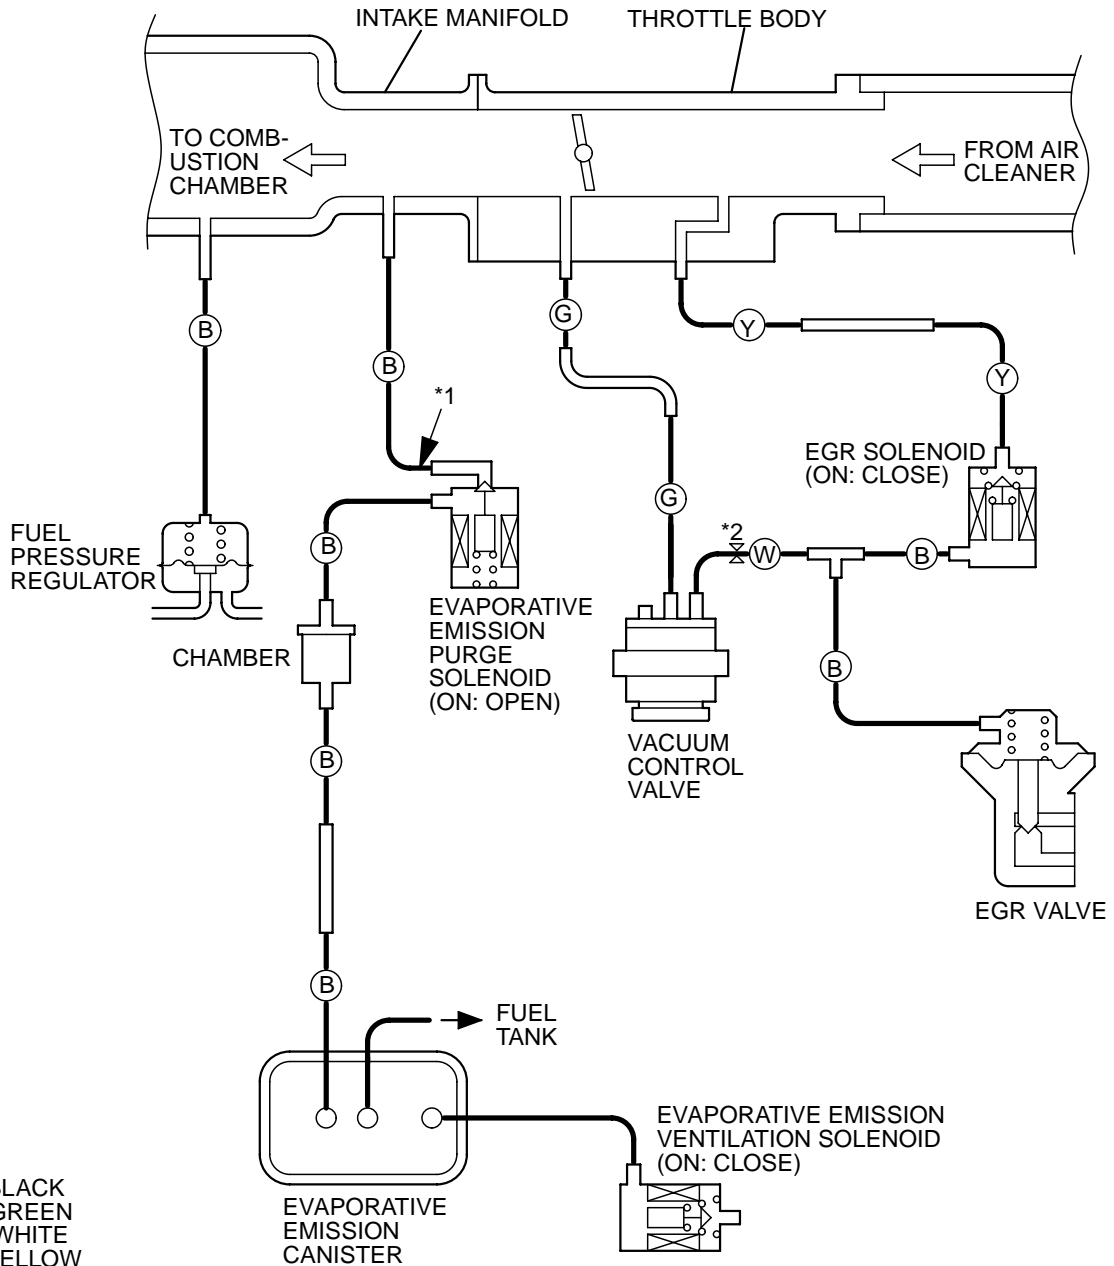 INTAKE MANIFOLD
THROTTLE BODY
TO COMB-
USTION
CHAMBER
FROM AIR
CLEANER
B
G
Y
B
*1
Y
EGR SOLENOID
(ON: CLOSE)
G
FUEL
PRESSURE
REGULATOR
B
*2
W
B
EVAPORATIVE
EMISSION
PURGE
SOLENOID
(ON: OPEN)
CHAMBER
B
VACUUM
CONTROL
VALVE
B
EGR VALVE
B
FUEL
TANK
EVAPORATIVE EMISSION
VENTILATION SOLENOID
(ON: CLOSE)
EVAPORATIVE
EMISSION
CANISTER
LACK
GREEN
WHITE
ELLOW